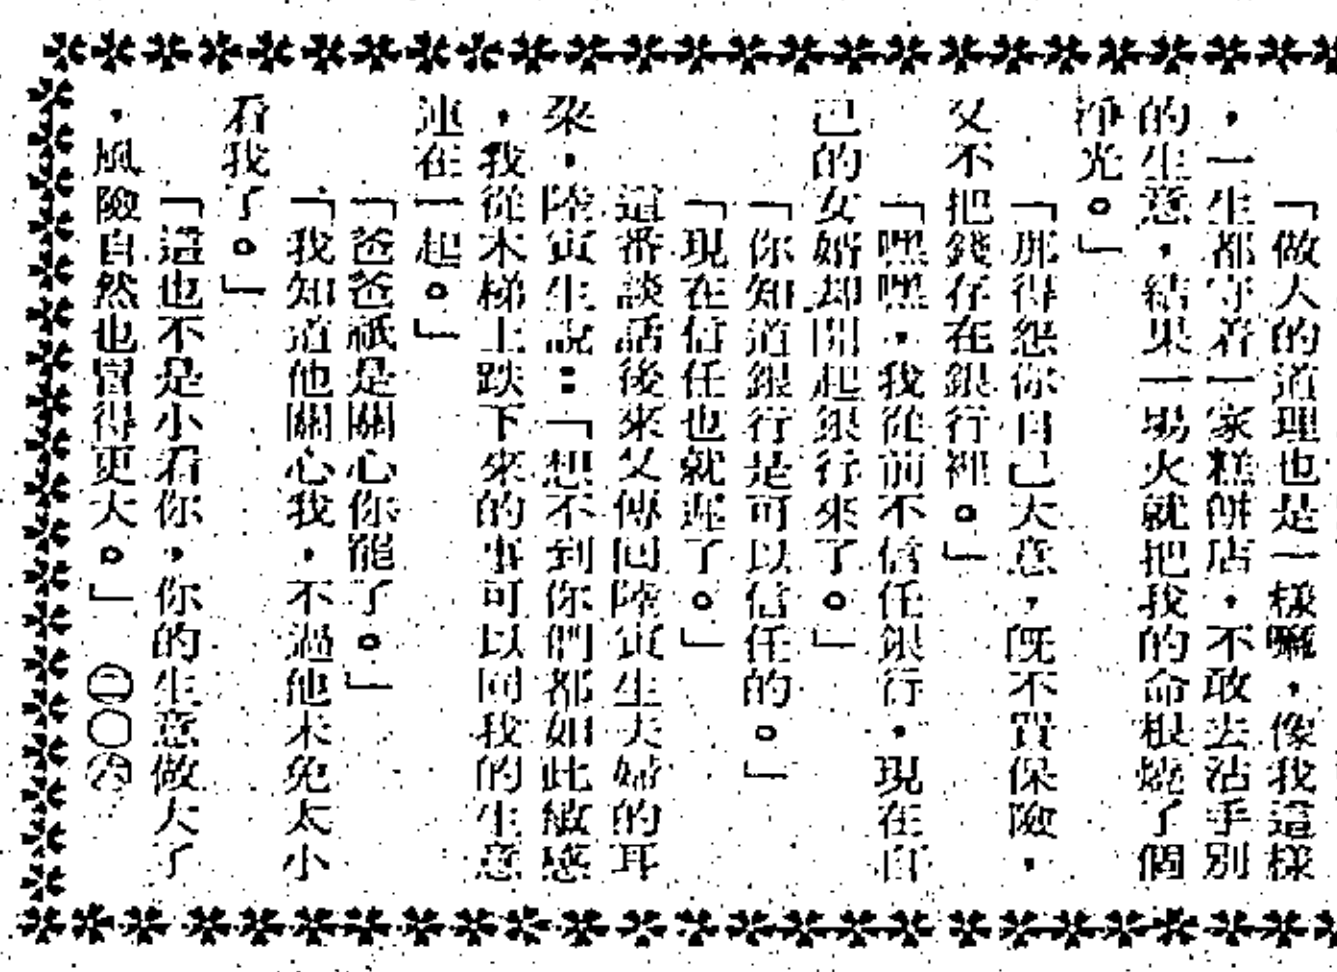 「做人的道理也是一樣嘛，像我這樣
，一生都守着一家糕餅店，不敢去沾手別
的生意，結果一場火就把我的命根燒了個
淨光。」
「那得怨你自己大意，既不買保險，
又不把錢存在銀行裡。」
「嘿嘿，我從前不信任銀行，現在自
己的女婿却開起銀行來了。」
「你知道銀行是可以信任的。」
「現在信任也就遲了。」
這番談話後來又傳回陸寅生夫婦的耳
朶，陸寅生說：「想不到你們都如此敏感
，我從木梯上跌下來的事可以同我的生意
連在一起。」
「爸爸祇是關心你罷了。」
「我知道他關心我，不過他未免太小
看我了。」
「這也不是小看你，你的生意做大了
，風險自然也冒得更大。」㊁〇㊅